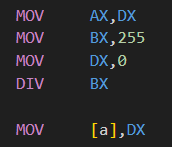 MOV AX,DX
MOV BX,255
MOV DX,0
DIV BX
MOV [a],DX